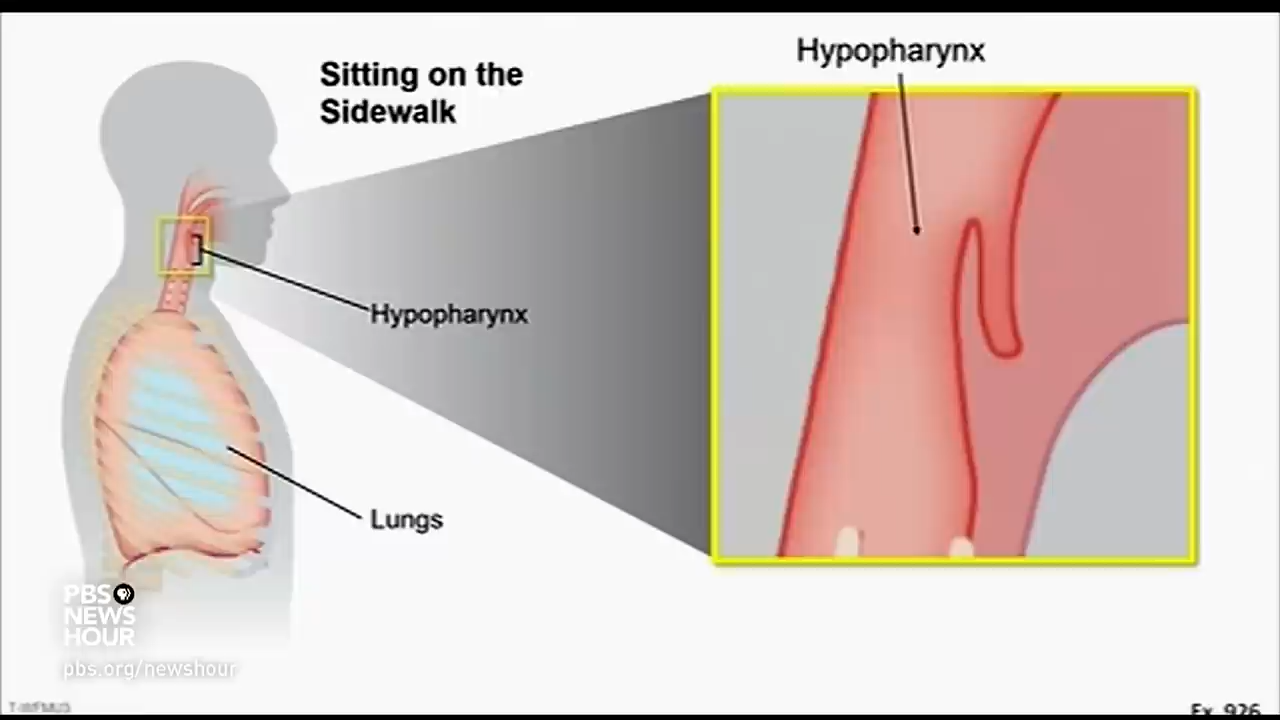 Sitting on the
Sidewalk
Hypopharynx
Hypopharynx
Lungs
PBS
NEWS
HOUR
pbs.org/newshour
Ex. 926